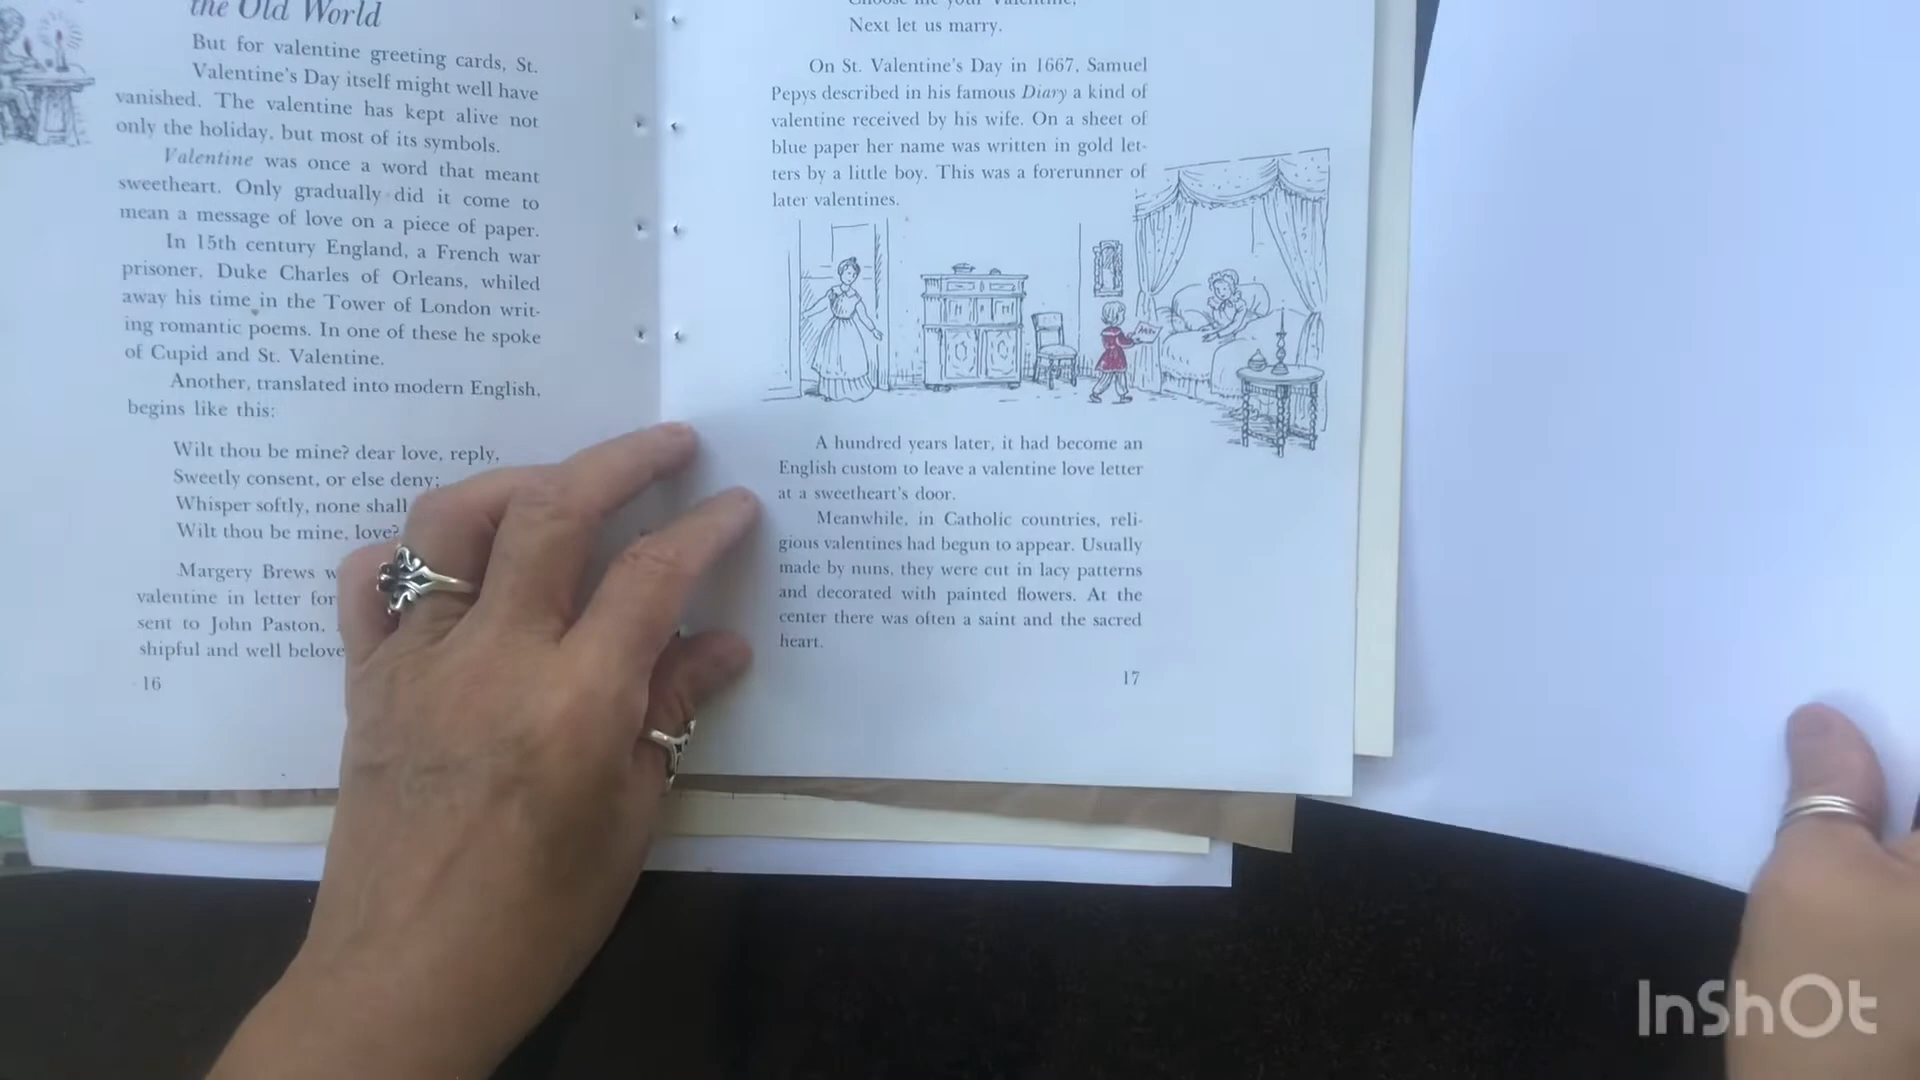 the Old World
But for valentine greeting cards, St.
Valentine's Day itself might well have
vanished. The valentine has kept alive not
only the holiday, but most of its symbols.
Valentine was once a word that meant
sweetheart. Only gradually did it come to
mean a message of love on a piece of paper.
In 15th century England, a French war
prisoner, Duke Charles of Orleans, whiled
away his time in the Tower of London writ-
ing romantic poems. In one of these he spoke
of Cupid and St. Valentine.
Another, translated into modern English,
begins like this:
Wilt thou be mine? dear love, reply,
Sweetly consent, or else deny;
Whisper softly, none shall
Wilt thou be mine, love?
Margery Brews
valentine in letter
sent to John Paston.
shipful and well
16
Next let us marry.
On St. Valentine's Day in 1667, Samuel
Pepys described in his famous Diary a kind of
valentine received by his wife. On a sheet of
blue paper her name was written in gold let-
ters by a little boy. This was a forerunner of
later valentines.
A hundred years later, it had become an
English custom to leave a valentine love letter
at a sweetheart's door.
Meanwhile, in Catholic countries, reli-
gious valentines had begun to appear. Usually
made by nuns, they were cut in lacy patterns
and decorated with painted flowers. At the
center there was often a saint and the sacred
heart.
17
InShOt